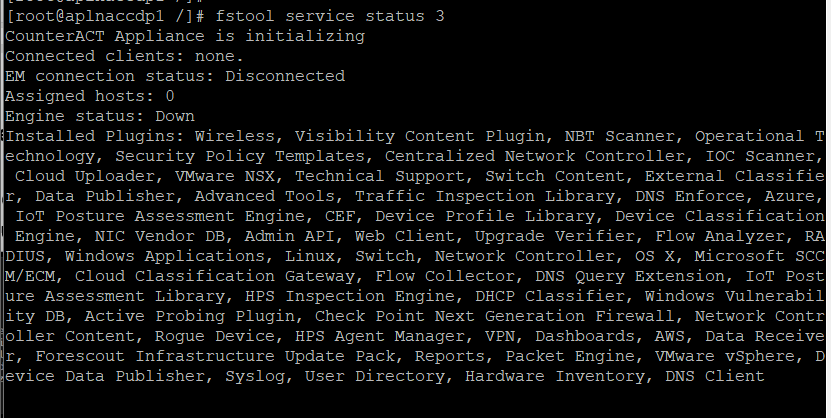 [root@aplnaccdp1 /]#
[root@aplnaccdp1 /]# fstool service status 3
CounterACT Appliance is initializing
Connected clients: none.
EM connection status: Disconnected
Assigned hosts: 0
Engine status: Down
Installed Plugins: Wireless, Visibility Content Plugin, NBT Scanner, Operational T
echnology, Security Policy Templates, Centralized Network Controller, IOC Scanner,
 Cloud Uploader, VMware NSX, Technical Support, Switch Content, External Classifie
r, Data Publisher, Advanced Tools, Traffic Inspection Library, DNS Enforce, Azure,
 IoT Posture Assessment Engine, CEF, Device Profile Library, Device Classification
 Engine, NIC Vendor DB, Admin API, Web Client, Upgrade Verifier, Flow Analyzer, RA
DIUS, Windows Applications, Linux, Switch, Network Controller, OS X, Microsoft SCC
M/ECM, Cloud Classification Gateway, Flow Collector, DNS Query Extension, IoT Post
ure Assessment Library, HPS Inspection Engine, DHCP Classifier, Windows Vulnerabil
ity DB, Active Probing Plugin, Check Point Next Generation Firewall, Network Contr
oller Content, Rogue Device, HPS Agent Manager, VPN, Dashboards, AWS, Data Receive
r, Forescout Infrastructure Update Pack, Reports, Packet Engine, VMware vSphere, D
evice Data Publisher, Syslog, User Directory, Hardware Inventory, DNS Client